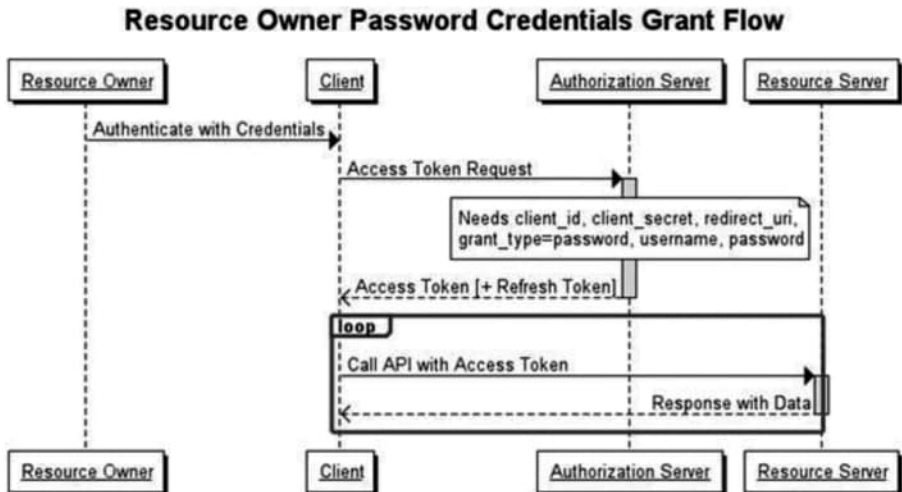 Resource Owner Password Credentials Grant Flow
Resource Owner Client Authorization Server Resource Server
Authenticate with Credentials
Access Token Request
Needs client_id, client_secret, redirect_uri,
grant_type=password, username, password
Access Token [+ Refresh Token]
loop
Call API with Access Token
Response with Data
Resource Owner Client Authorization Server Resource Server